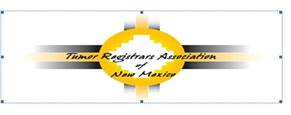 Tumor Registrars Association
of
New Mexico